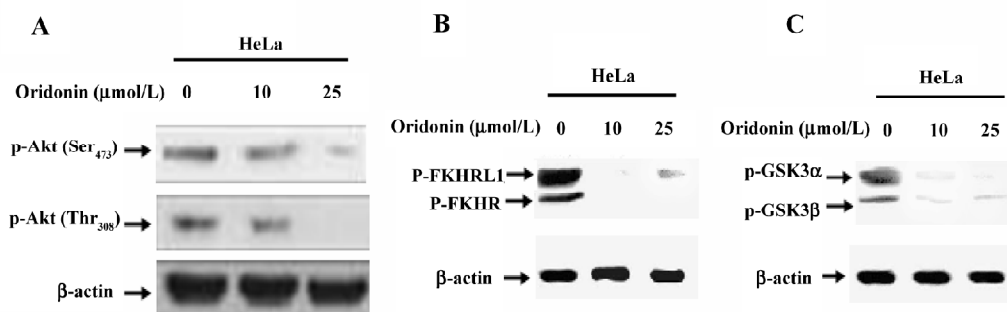 A
HeLa
Oridonin (μmol/L) 0 10 25
p-Akt (Ser473)
p-Akt (Thr308)
β-actin
B
HeLa
Oridonin (μmol/L) 0 10 25
P-FKHRL1
P-FKHR
β-actin
C
HeLa
Oridonin (μmol/L) 0 10 25
p-GSK3α
p-GSK3β
β-actin